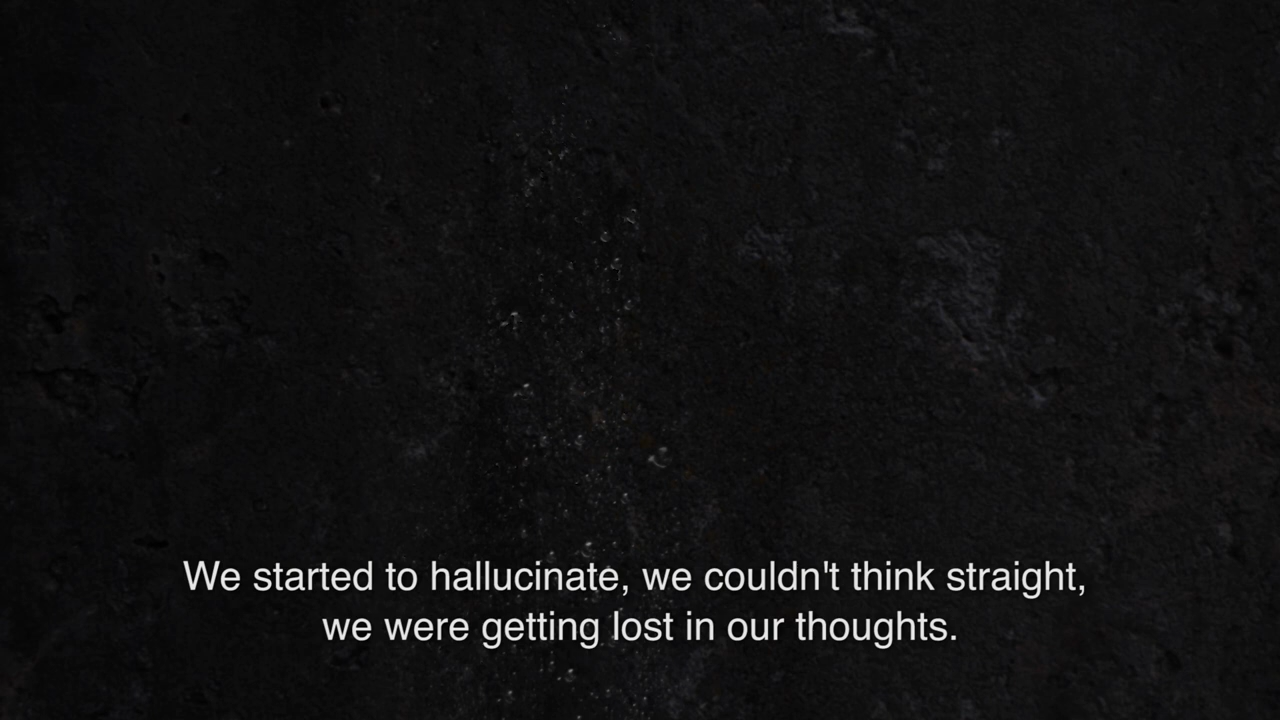 We started to hallucinate, we couldn't think straight,
we were getting lost in our thoughts.